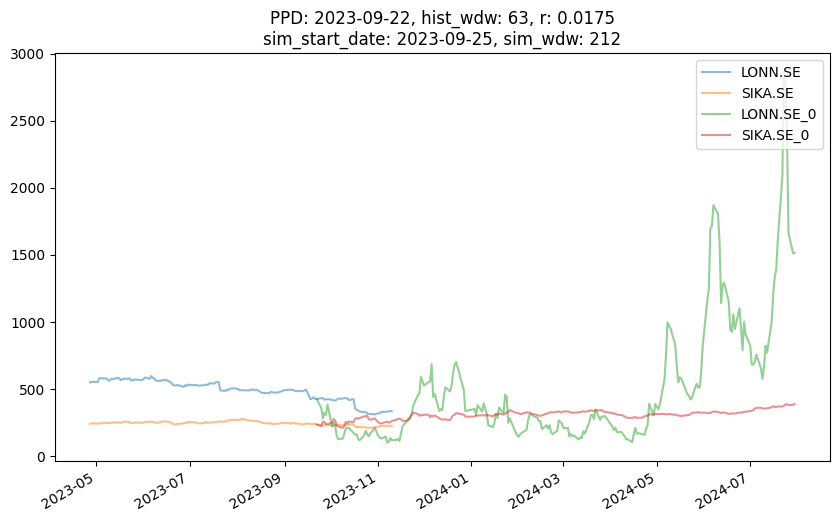 PPD: 2023-09-22, hist_wdw: 63, r: 0.0175
sim_start_date: 2023-09-25, sim_wdw: 212
LONN.SE
SIKA.SE
LONN.SE_0
SIKA.SE_0
3000
2500
2000
1500
1000
500
0
2023-05
2023-07
2023-09
2023-11
2024-01
2024-03
2024-05
2024-07